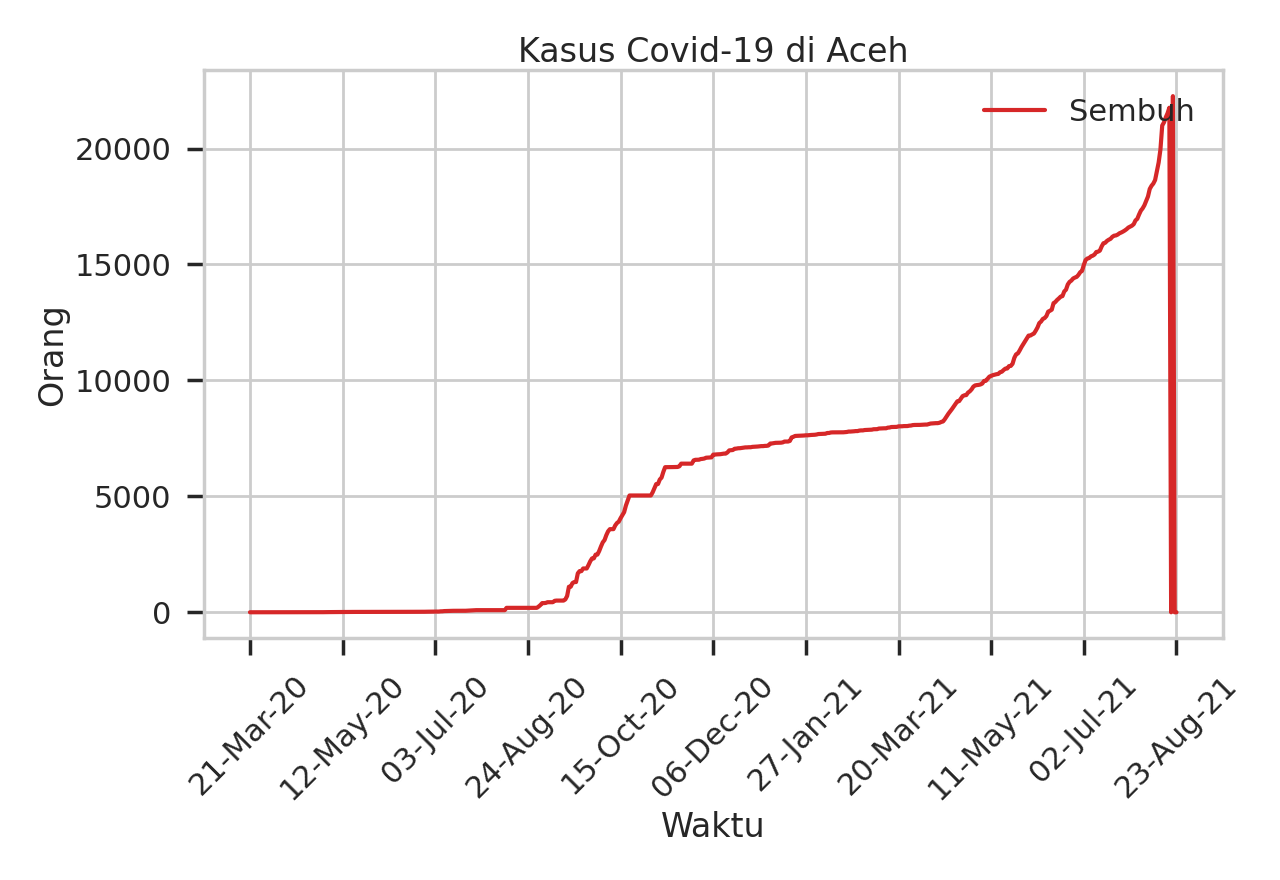 Kasus Covid-19 di Aceh
Sembuh
Orang
20000
15000
10000
5000
0
21-Mar-20
12-May-20
03-Jul-20
24-Aug-20
15-Oct-20
06-Dec-20
27-Jan-21
20-Mar-21
11-May-21
02-Jul-21
23-Aug-21
Waktu